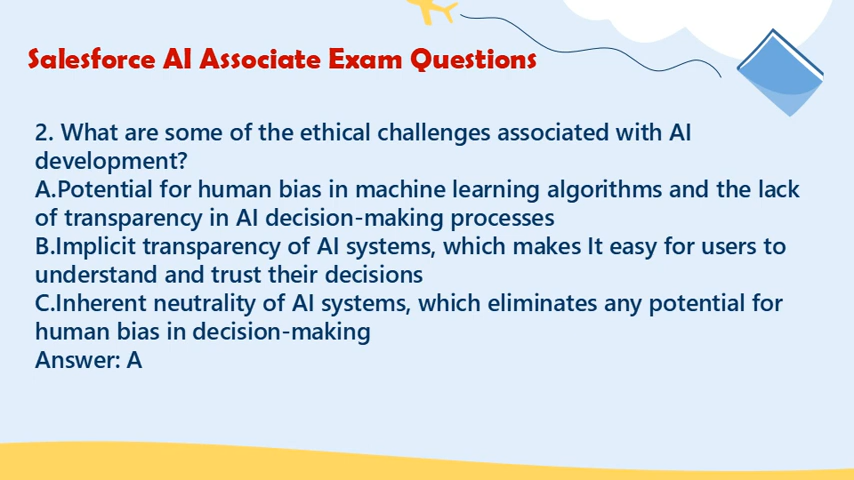 Salesforce AI Associate Exam Questions
2. What are some of the ethical challenges associated with AI
development?
A.Potential for human bias in machine learning algorithms and the lack
of transparency in AI decision-making processes
B.Implicit transparency of AI systems, which makes It easy for users to
understand and trust their decisions
C.Inherent neutrality of AI systems, which eliminates any potential for
human bias in decision-making
Answer: A